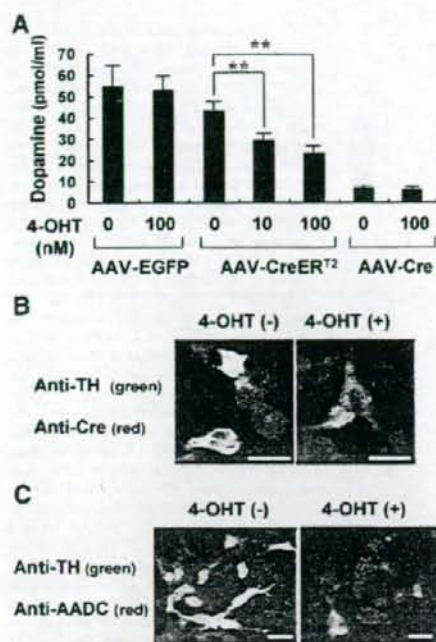 A
Dopamine (pmol/ml)
70
60
50
40
30
20
10
0
** 
**
4-OHT (nM)
0 100 0 10 100 0 100
AAV-EGFP AAV-CreERT2 AAV-Cre
B
4-OHT (-) 4-OHT (+)
Anti-TH (green)
Anti-Cre (red)
C
4-OHT (-) 4-OHT (+)
Anti-TH (green)
Anti-AADC (red)